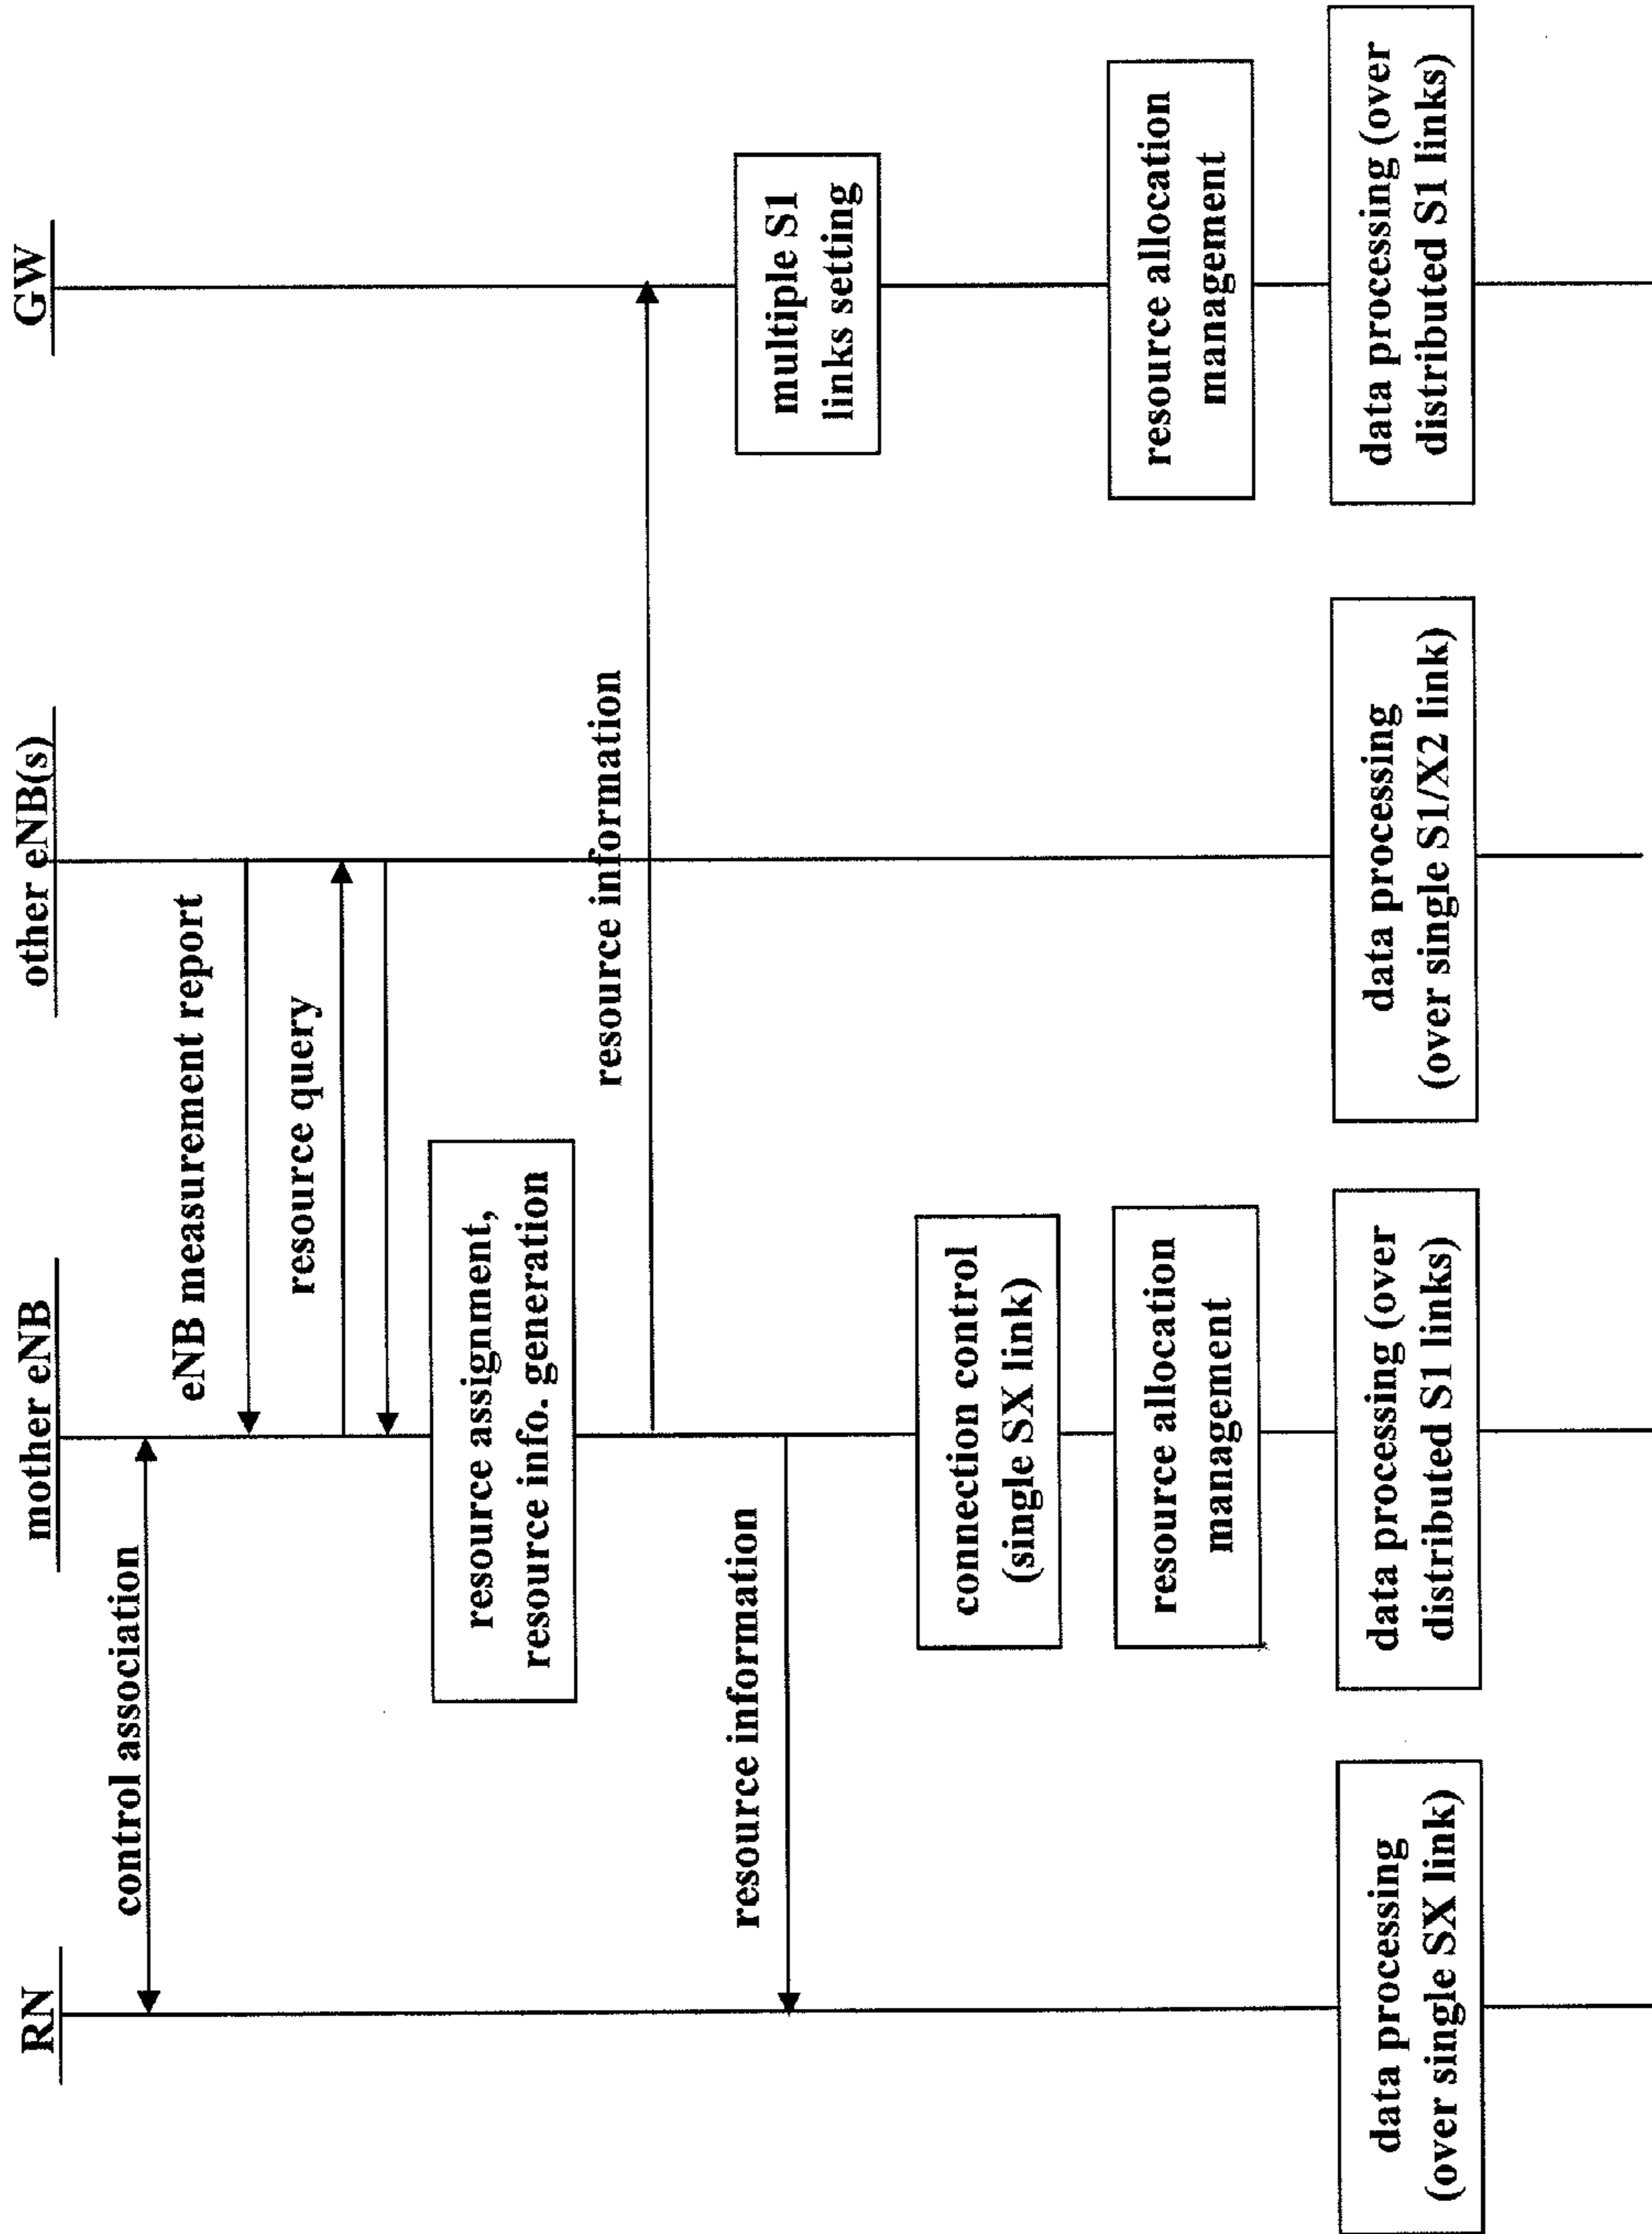 RN
mother eNB
other eNB(s)
GW
control association
eNB measurement report
resource query
resource assignment,
resource info. generation
resource information
resource information
multiple S1
links setting
connection control
(single SX link)
resource allocation
management
resource allocation
management
data processing
(over single SX link)
data processing (over
distributed S1 links)
data processing
(over single S1/X2 link)
data processing (over
distributed S1 links)